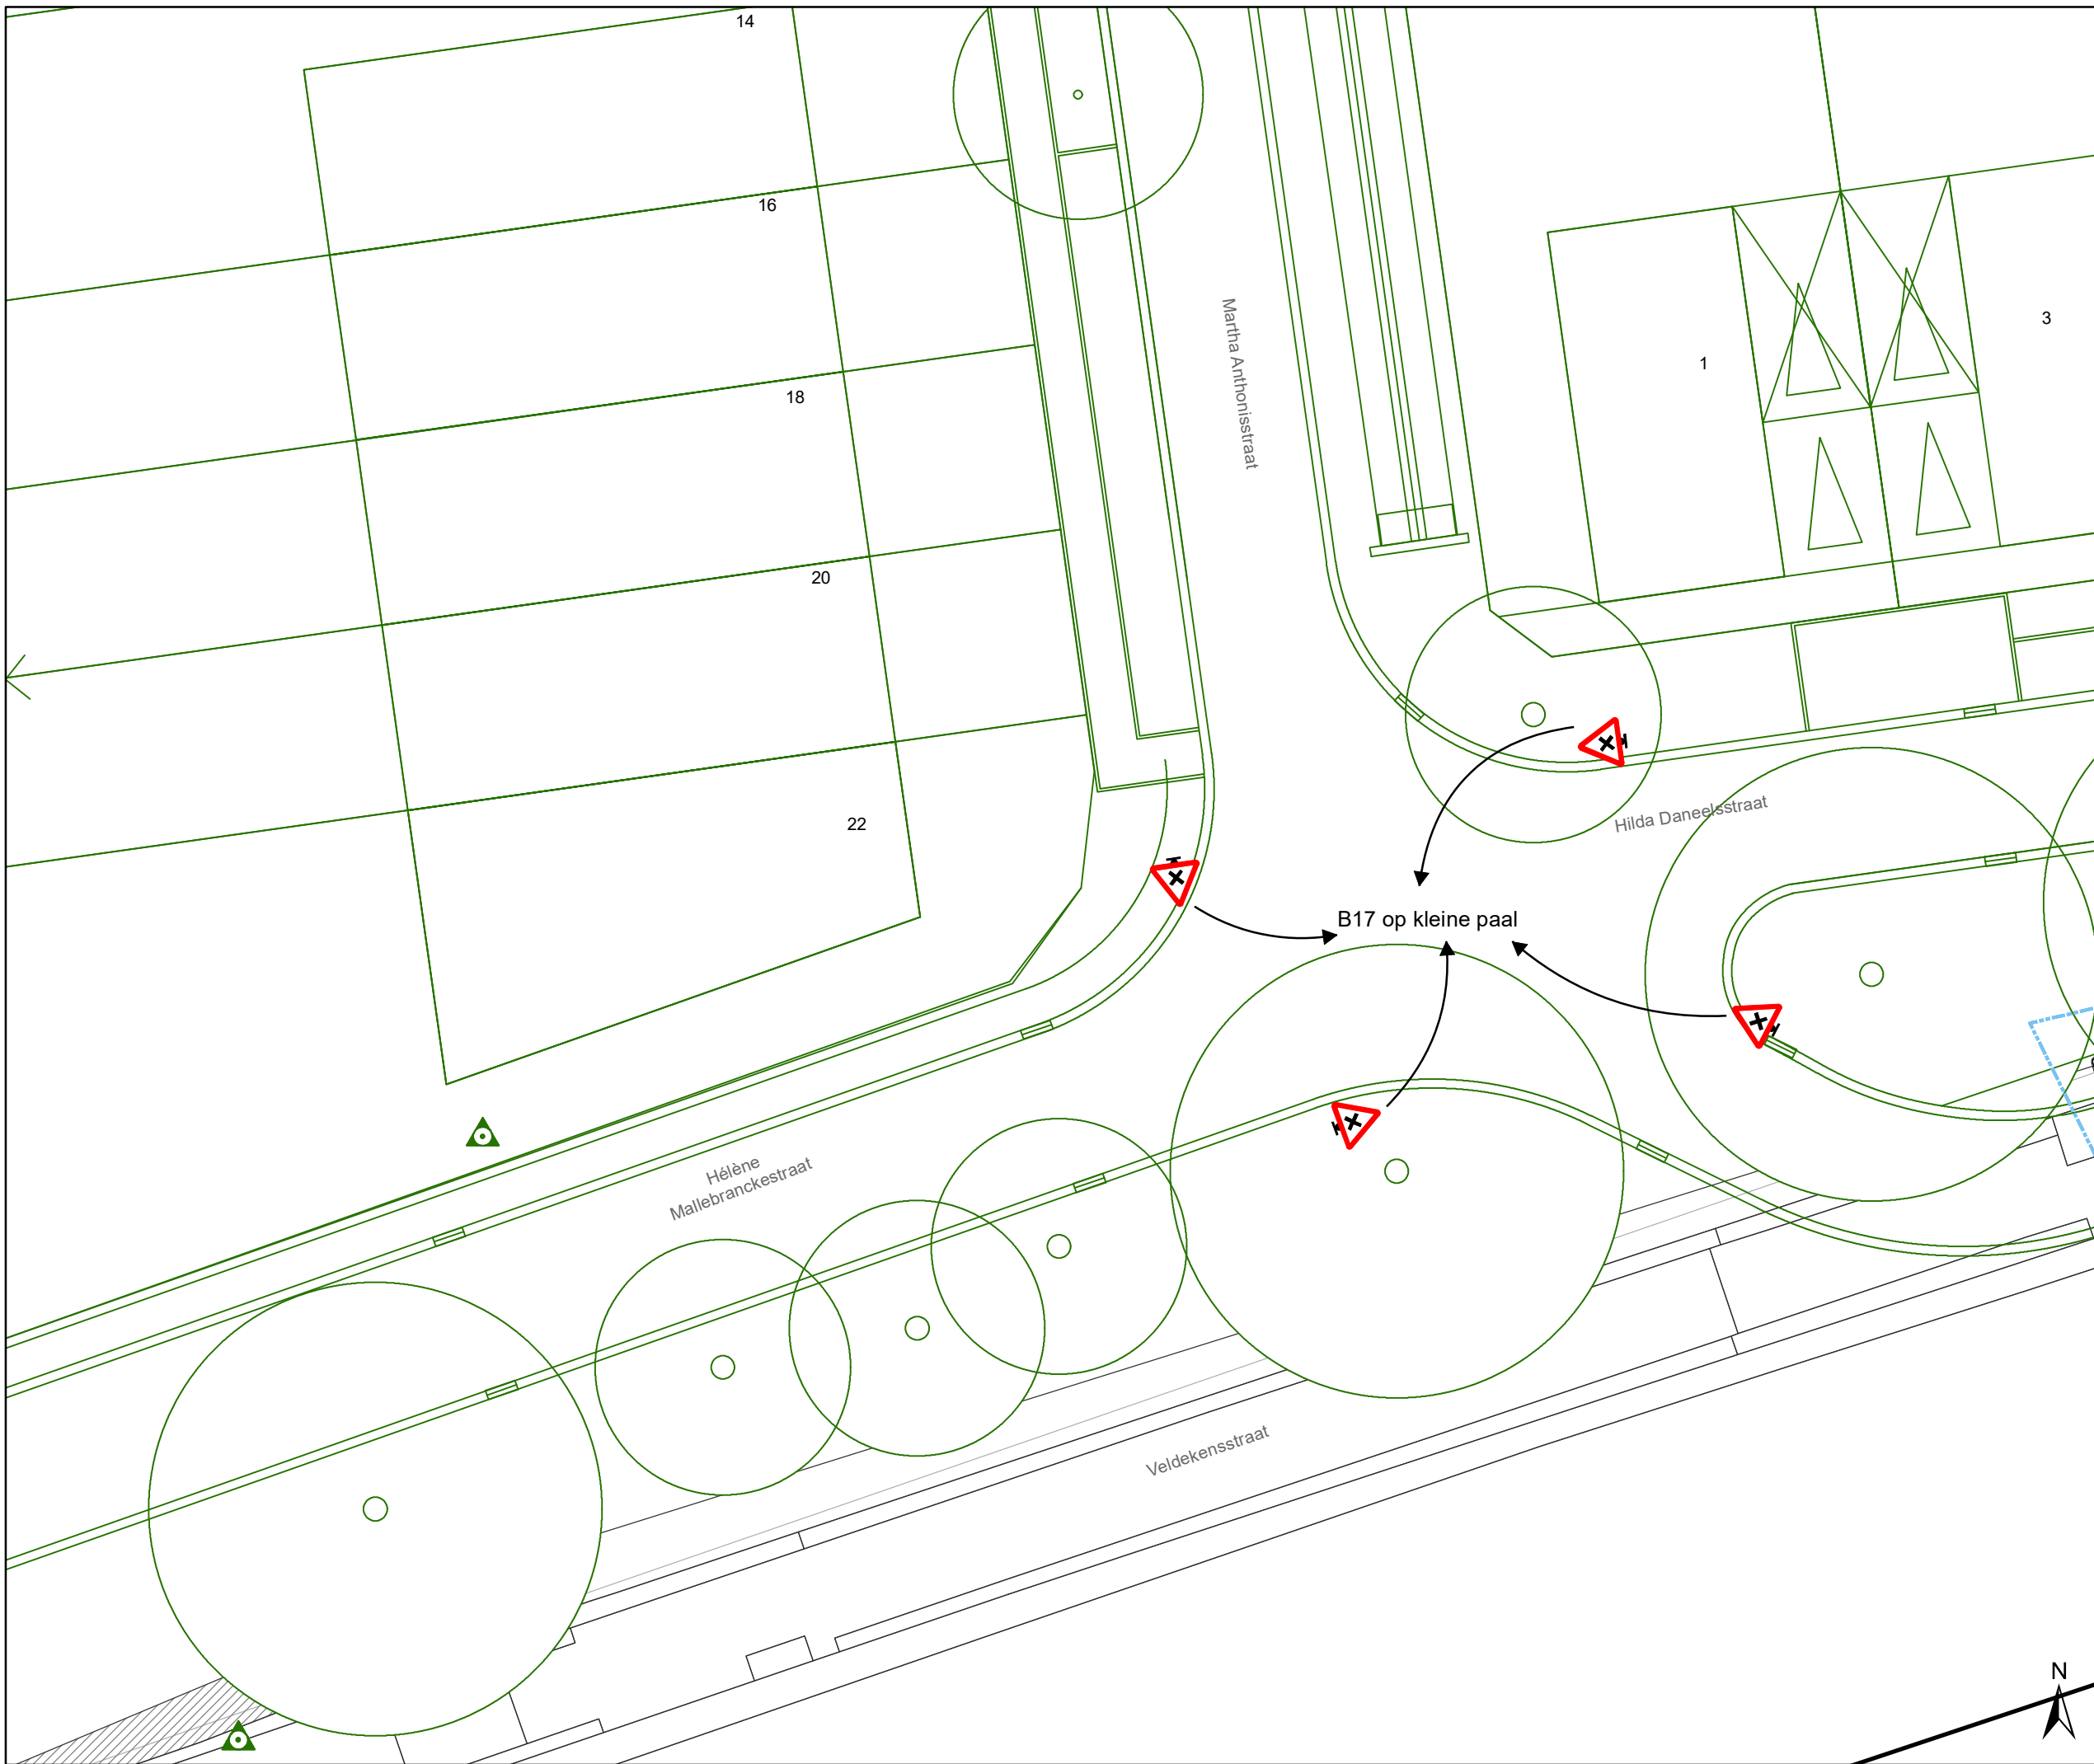 14
16
Martha Anthonisstraat
3
1
18
20
Hilda Daneelsstraat
22
B17 op kleine paal
Hélène
Mallebranckestraat
Veldekensstraat
N